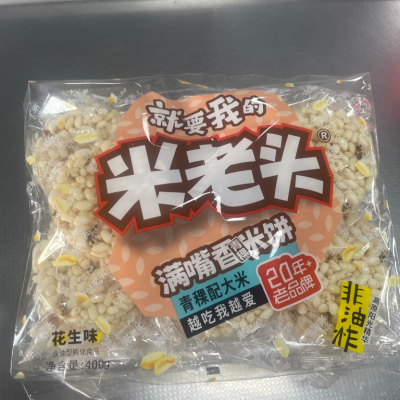 就要我的
米老头®
满嘴香青稞米饼
青稞配大米
越吃我越爱
20年+
老品牌
非油炸
花生味
净含量:400g